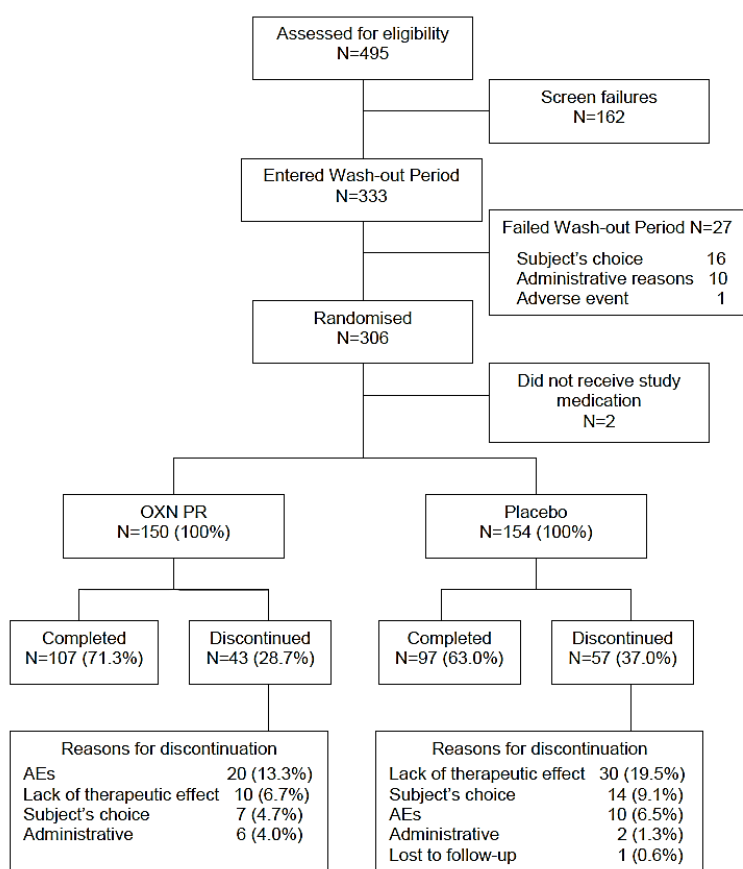 Assessed for eligibility
N=495
Screen failures
N=162
Entered Wash-out Period
N=333
Failed Wash-out Period N=27
Subject's choice 16
Administrative reasons 10
Adverse event 1
Randomised
N=306
Did not receive study
medication
N=2
OXN PR
N=150 (100%)
Placebo
N=154 (100%)
Completed
N=107 (71.3%)
Discontinued
N=43 (28.7%)
Completed
N=97 (63.0%)
Discontinued
N=57 (37.0%)
Reasons for discontinuation
AEs 20 (13.3%)
Lack of therapeutic effect 10 (6.7%)
Subject's choice 7 (4.7%)
Administrative 6 (4.0%)
Reasons for discontinuation
Lack of therapeutic effect 30 (19.5%)
Subject's choice 14 (9.1%)
AEs 10 (6.5%)
Administrative 2 (1.3%)
Lost to follow-up 1 (0.6%)